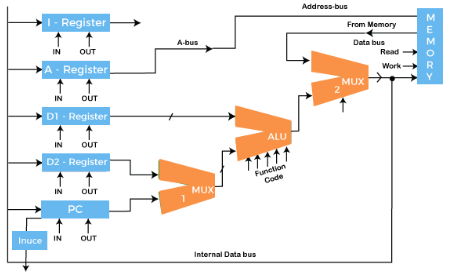 Address-bus
I - Register
From Memory
A-bus
Data bus
IN OUT
Read
A - Register
Work
MEMORY
IN OUT
MUX
2
D1 - Register
IN OUT
ALU
D2 - Register
Function
Code
IN OUT
MUX
1
PC
IN OUT
Inuce
Internal Data bus